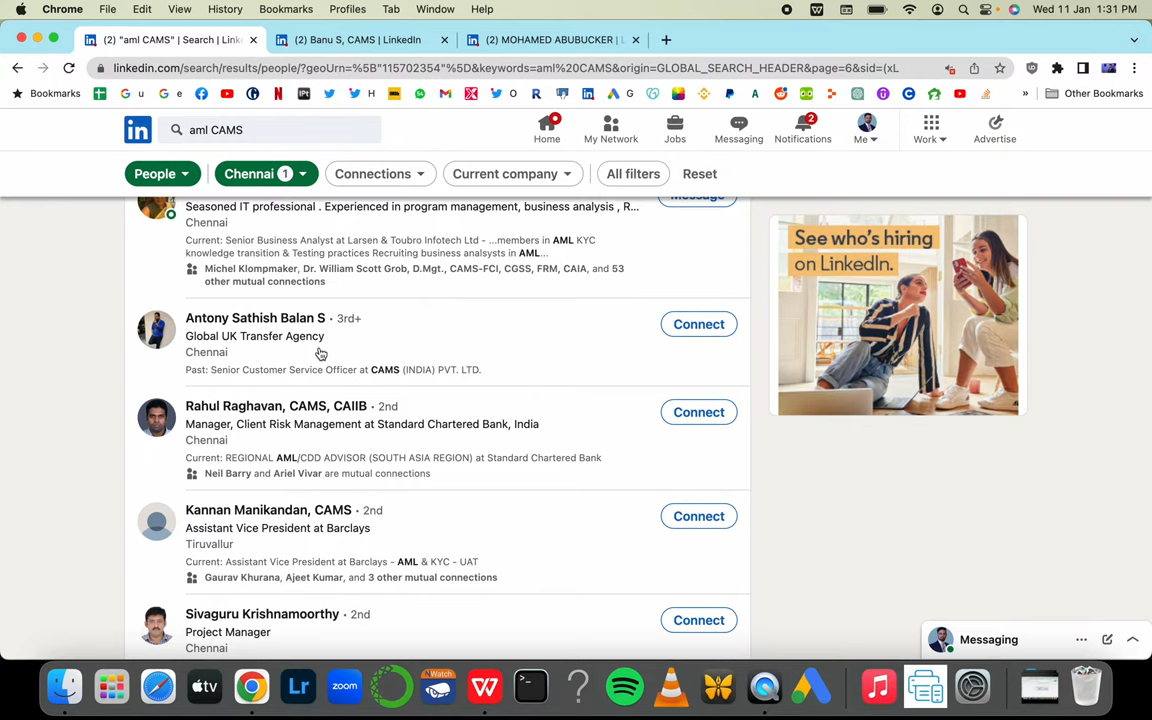 Chrome File Edit View History Bookmarks Profiles Tab Window Help Wed 11 Jan 1:31 PM
(2) "aml CAMS" | Search | Link
(2) Banu S, CAMS | LinkedIn
(2) MOHAMED ABUBUCKER | L
linkedin.com/search/results/people/?geoUrn=%5B"115702354"%5D&keywords=aml%20CAMS&origin=GLOBAL_SEARCH_HEADER&page=6&sid=(xL
Bookmarks
G u
G e
H
O
G
»
Other Bookmarks
aml CAMS
Home
My Network
Jobs
Messaging
2
Notifications
Me
Work
Advertise
People
Chennai 1
Connections
Current company
All filters
Reset
Message
Seasoned IT professional . Experienced in program management, business analysis , R...
Chennai
Current: Senior Business Analyst at Larsen & Toubro Infotech Ltd - ...members in AML KYC
knowledge transition & Testing practices Recruiting business analysts in AML...
Michel Klompmaker, Dr. William Scott Grob, D.Mgt., CAMS-FCI, CGSS, FRM, CAIA, and 53
other mutual connections
Antony Sathish Balan S • 3rd+
Global UK Transfer Agency
Chennai
Past: Senior Customer Service Officer at CAMS (INDIA) PVT. LTD.
Connect
Rahul Raghavan, CAMS, CAIIB • 2nd
Manager, Client Risk Management at Standard Chartered Bank, India
Chennai
Current: REGIONAL AML/CDD ADVISOR (SOUTH ASIA REGION) at Standard Chartered Bank
Neil Barry and Ariel Vivar are mutual connections
Connect
Kannan Manikandan, CAMS • 2nd
Assistant Vice President at Barclays
Tiruvallur
Current: Assistant Vice President at Barclays - AML & KYC - UAT
Gaurav Khurana, Ajeet Kumar, and 3 other mutual connections
Connect
Sivaguru Krishnamoorthy • 2nd
Project Manager
Chennai
Connect
See who's hiring
on LinkedIn.
Messaging
tv
Lr
zoom
Watch